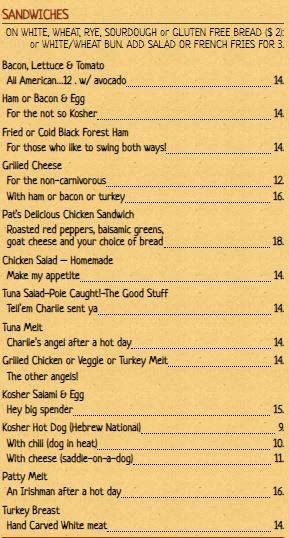 SANDWICHES
ON WHITE, WHEAT, RYE, SOURDOUGH or GLUTEN FREE BREAD ($ 2):
or WHITE/WHEAT BUN. ADD SALAD OR FRENCH FRIES FOR 3.
Bacon, Lettuce & Tomato
All American...12 . w/ avocado 14.
Ham or Bacon & Egg
For the not so Kosher 14.
Fried or Cold Black Forest Ham
For those who like to swing both ways! 14.
Grilled Cheese
For the non-carnivorous 12.
With ham or bacon or turkey 16.
Pat's Delicious Chicken Sandwich
Roasted red peppers, balsamic greens,
goat cheese and your choice of bread 18.
Chicken Salad – Homemade
Make my appetite 14.
Tuna Salad-Pole Caught!-The Good Stuff
Tell'em Charlie sent ya 14.
Tuna Melt
Charlie's angel after a hot day 14.
Grilled Chicken or Veggie or Turkey Melt 14.
The other angels!
Kosher Salami & Egg
Hey big spender 15.
Kosher Hot Dog (Hebrew National) 9.
With chili (dog in heat) 10.
With cheese (saddle-on-a-dog) 11.
Patty Melt
An Irishman after a hot day 16.
Turkey Breast
Hand Carved White meat 14.